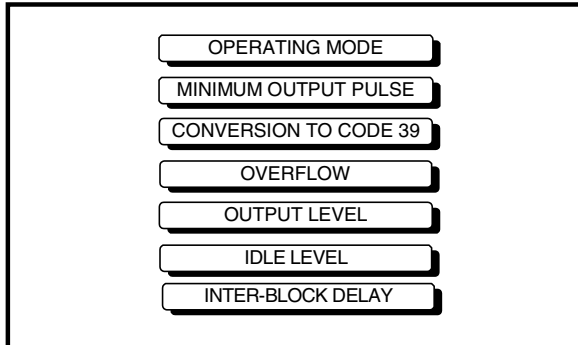 OPERATING MODE
MINIMUM OUTPUT PULSE
CONVERSION TO CODE 39
OVERFLOW
OUTPUT LEVEL
IDLE LEVEL
INTER-BLOCK DELAY